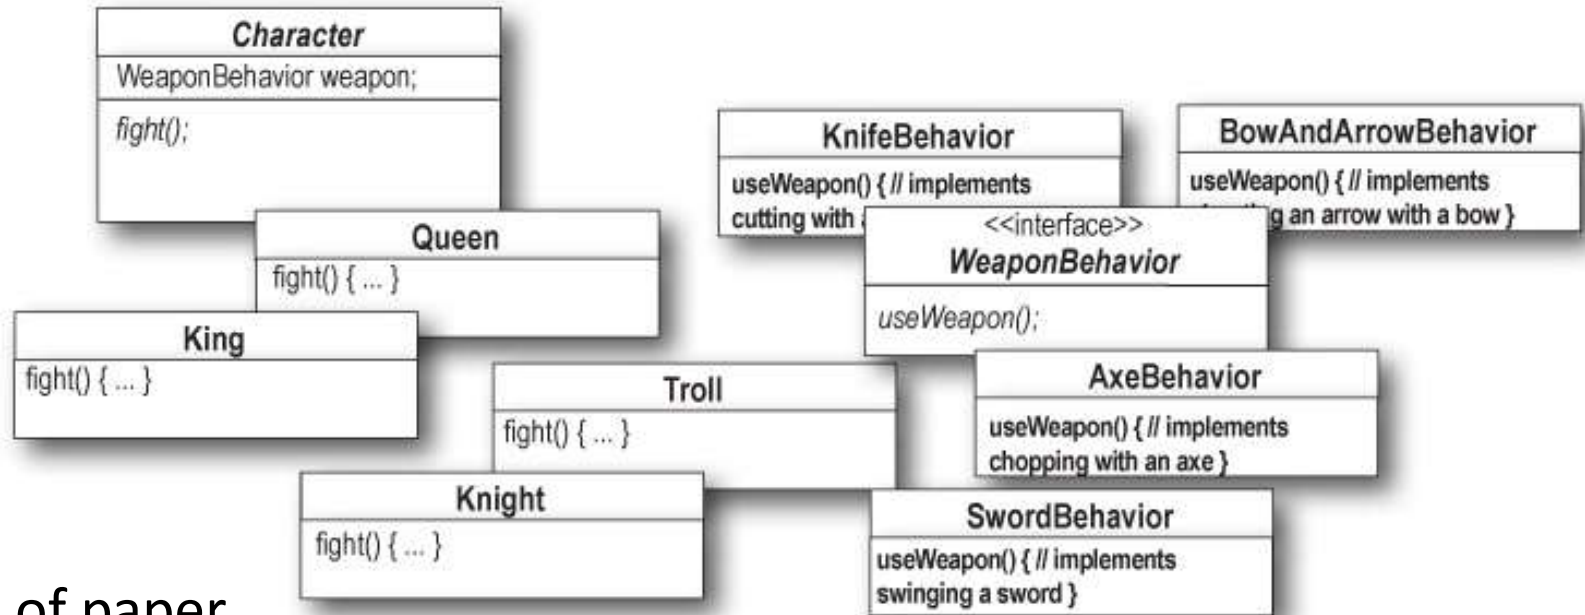 Character
WeaponBehavior weapon;
fight();
Queen
fight() { ... }
King
fight() { ... }
Troll
fight() { ... }
Knight
fight() { ... }
KnifeBehavior
useWeapon() { // implements
cutting with
BowAndArrowBehavior
useWeapon() { // implements
an arrow with a bow }
<<interface>>
WeaponBehavior
useWeapon();
AxeBehavior
useWeapon() { // implements
chopping with an axe }
SwordBehavior
useWeapon() { // implements
swinging a sword }
of paper